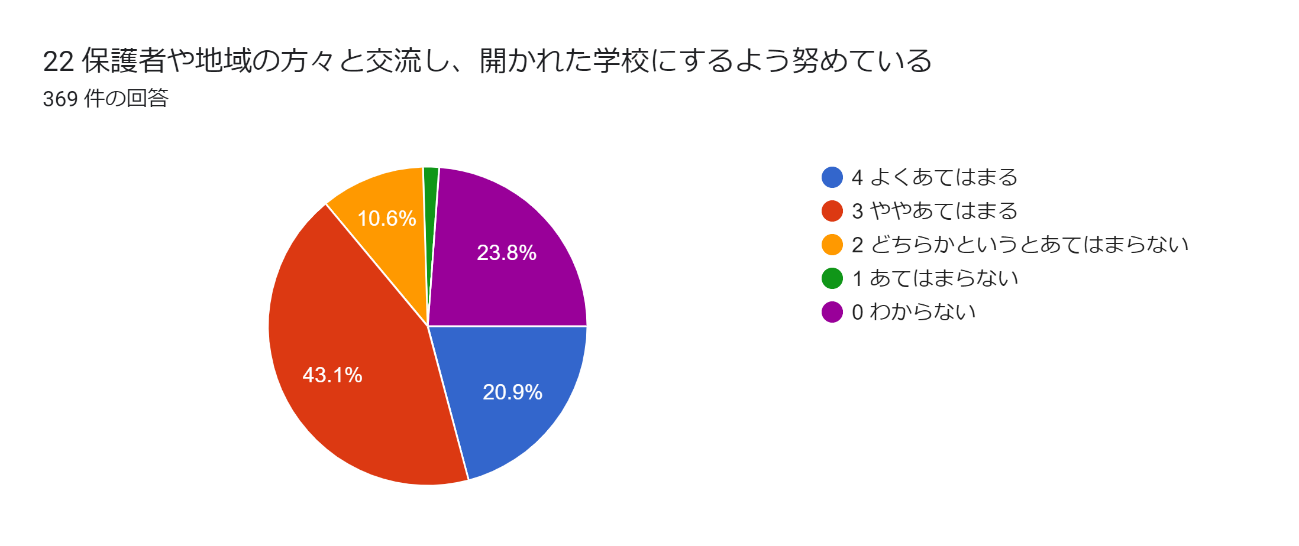 22 保護者や地域の方々と交流し、開かれた学校にするよう努めている
369 件の回答
4 よくあてはまる
3 ややあてはまる
2 どちらかというとあてはまらない
1 あてはまらない
0 わからない
10.6%
23.8%
43.1%
20.9%